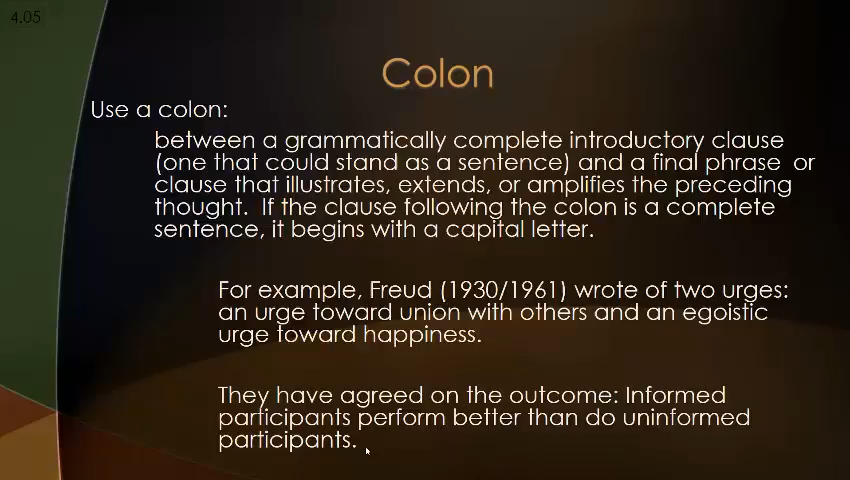 4.05
Colon
Use a colon:
between a grammatically complete introductory clause
(one that could stand as a sentence) and a final phrase or
clause that illustrates, extends, or amplifies the preceding
thought. If the clause following the colon is a complete
sentence, it begins with a capital letter.
For example, Freud (1930/1961) wrote of two urges:
an urge toward union with others and an egoistic
urge toward happiness.
They have agreed on the outcome: Informed
participants perform better than do uninformed
participants.